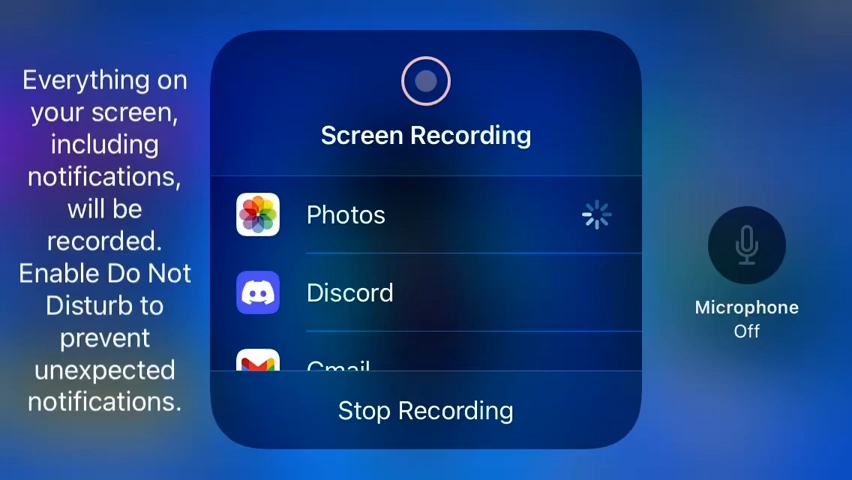 Everything on
your screen,
including
notifications,
will be
recorded.
Enable Do Not
Disturb to
prevent
unexpected
notifications.
Screen Recording
Photos
Discord
Gmail
Stop Recording
Microphone
Off